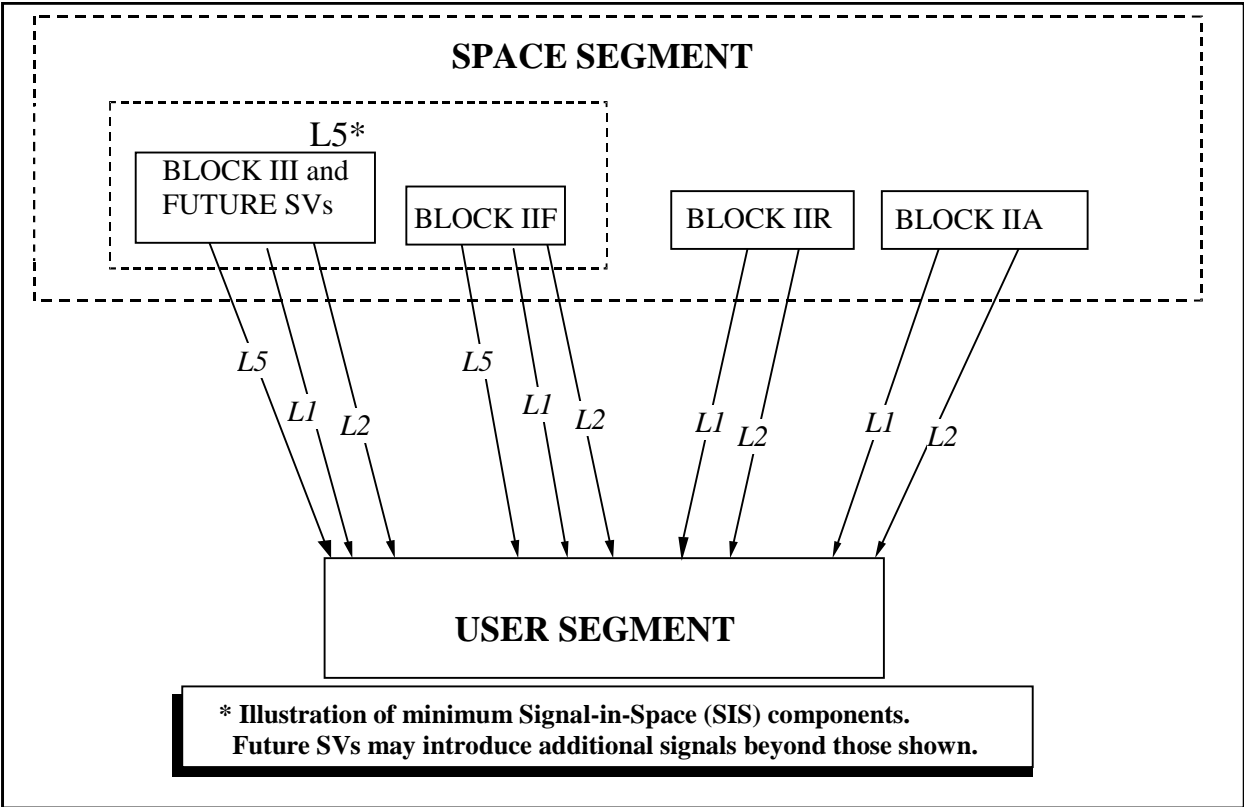 SPACE SEGMENT
L5*
BLOCK III and
FUTURE SVs
BLOCK IIF
BLOCK IIR
BLOCK IIA
L5
L1
L2
L5
L1
L2
L1
L2
L1
L2
USER SEGMENT
* Illustration of minimum Signal-in-Space (SIS) components.
Future SVs may introduce additional signals beyond those shown.